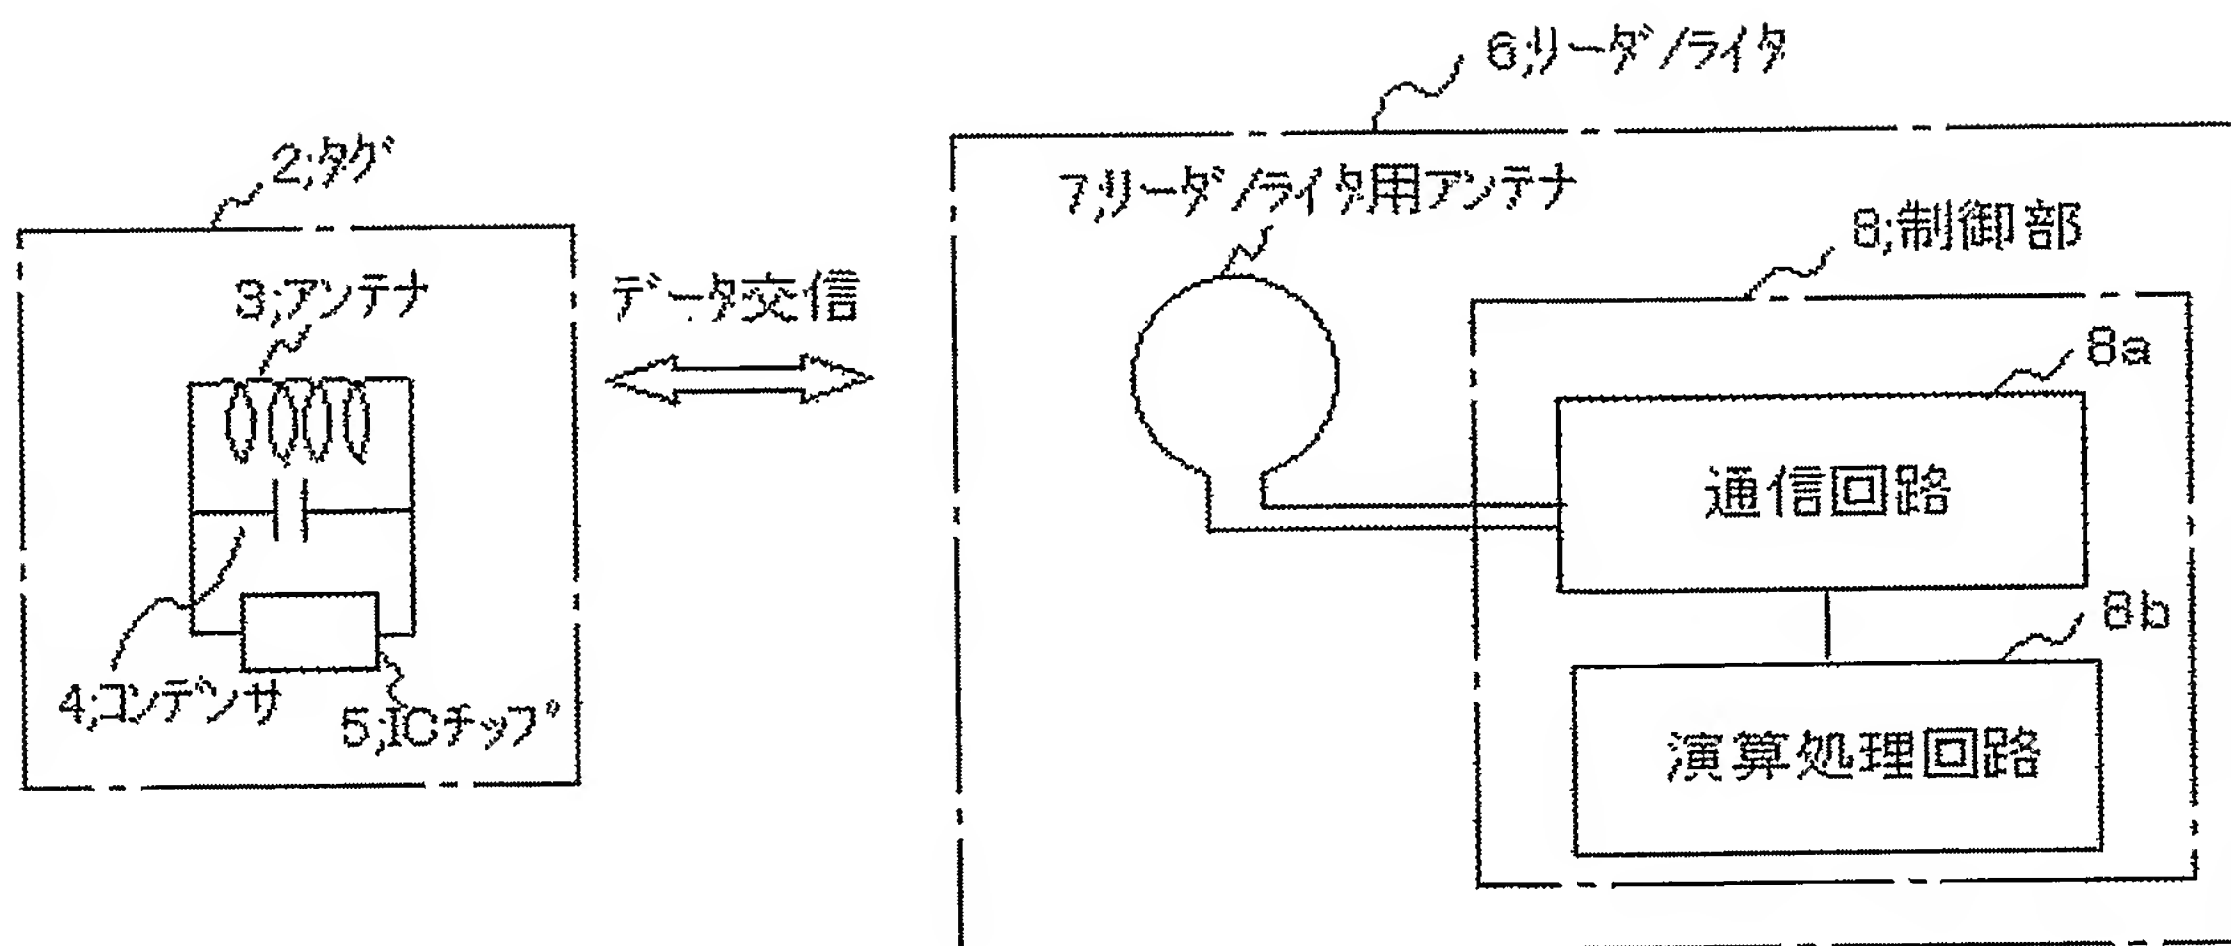 6;リーダ/ライタ
2;タグ
7;リーダ/ライタ用アンテナ
8;制御部
3;アンテナ
データ交信
8a
通信回路
8b
4;コンデンサ
5;ICチップ
演算処理回路